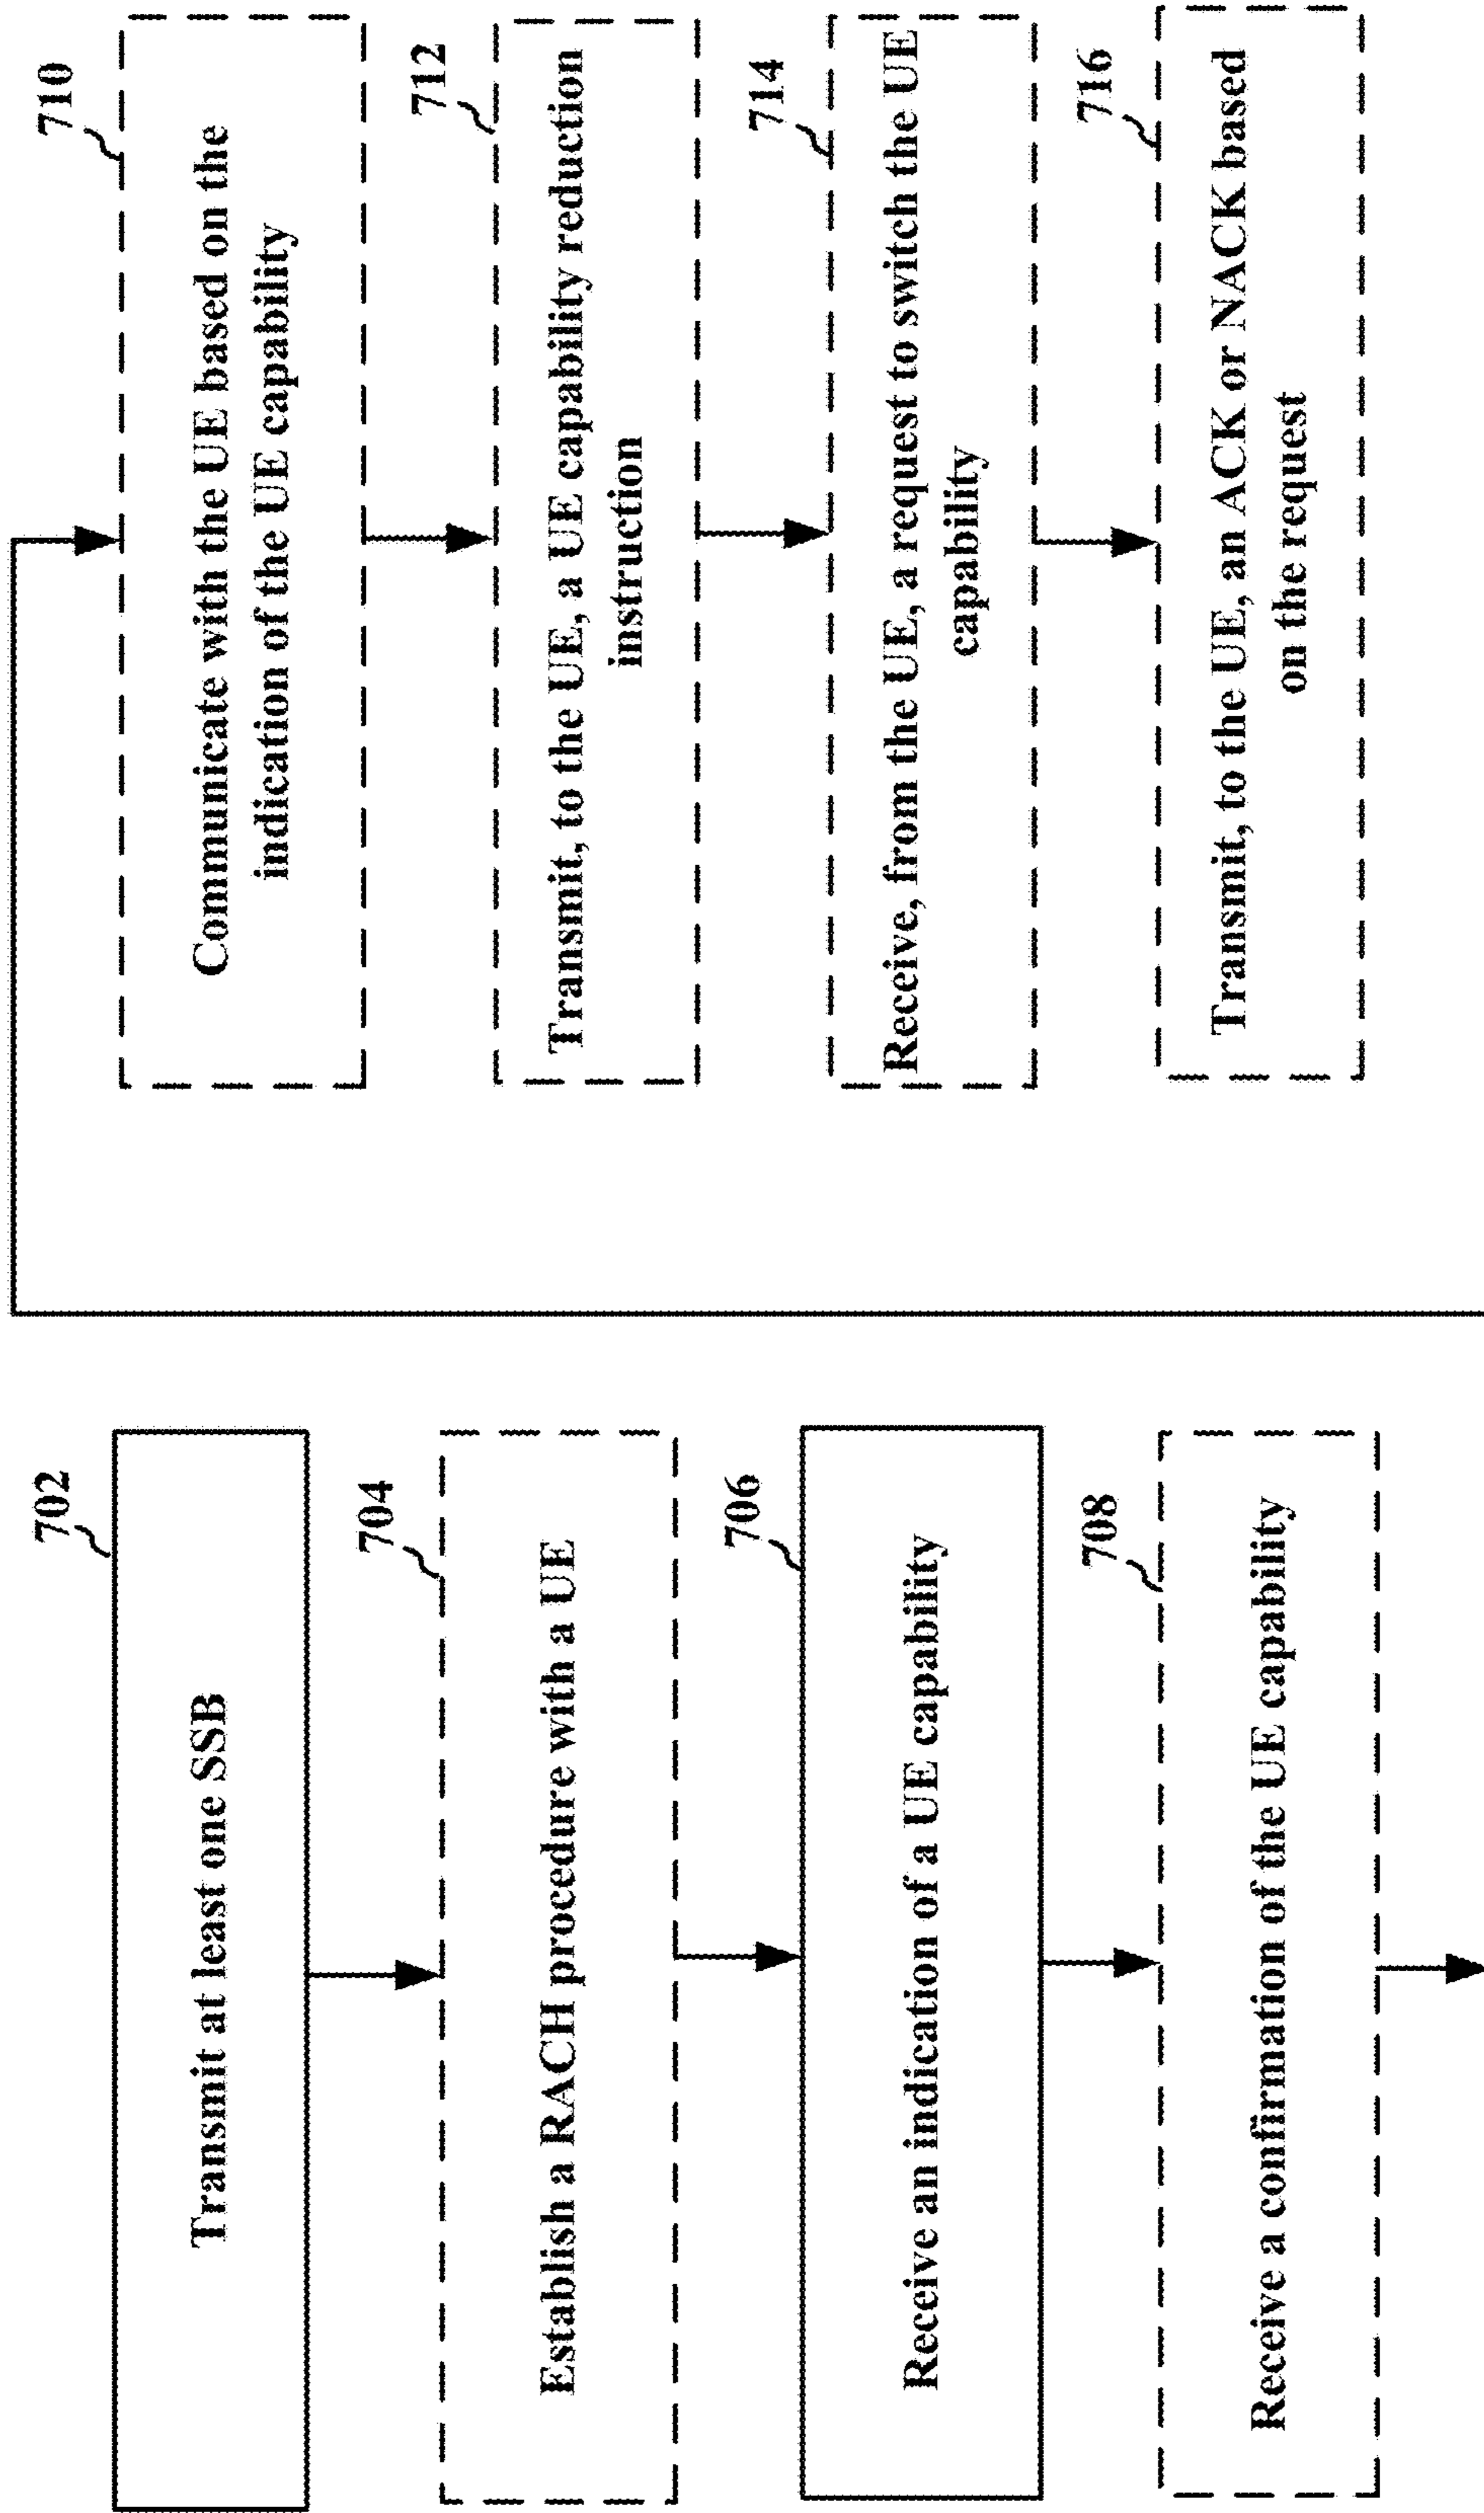 702
Transmit at least one SSB
704
Establish a RACH procedure with a UE
706
Receive an indication of a UE capability
708
Receive a confirmation of the UE capability
710
Communicate with the UE based on the
indication of the UE capability
712
Transmit, to the UE, a UE capability reduction
instruction
714
Receive, from the UE, a request to switch the UE
capability
716
Transmit, to the UE, an ACK or NACK based
on the request